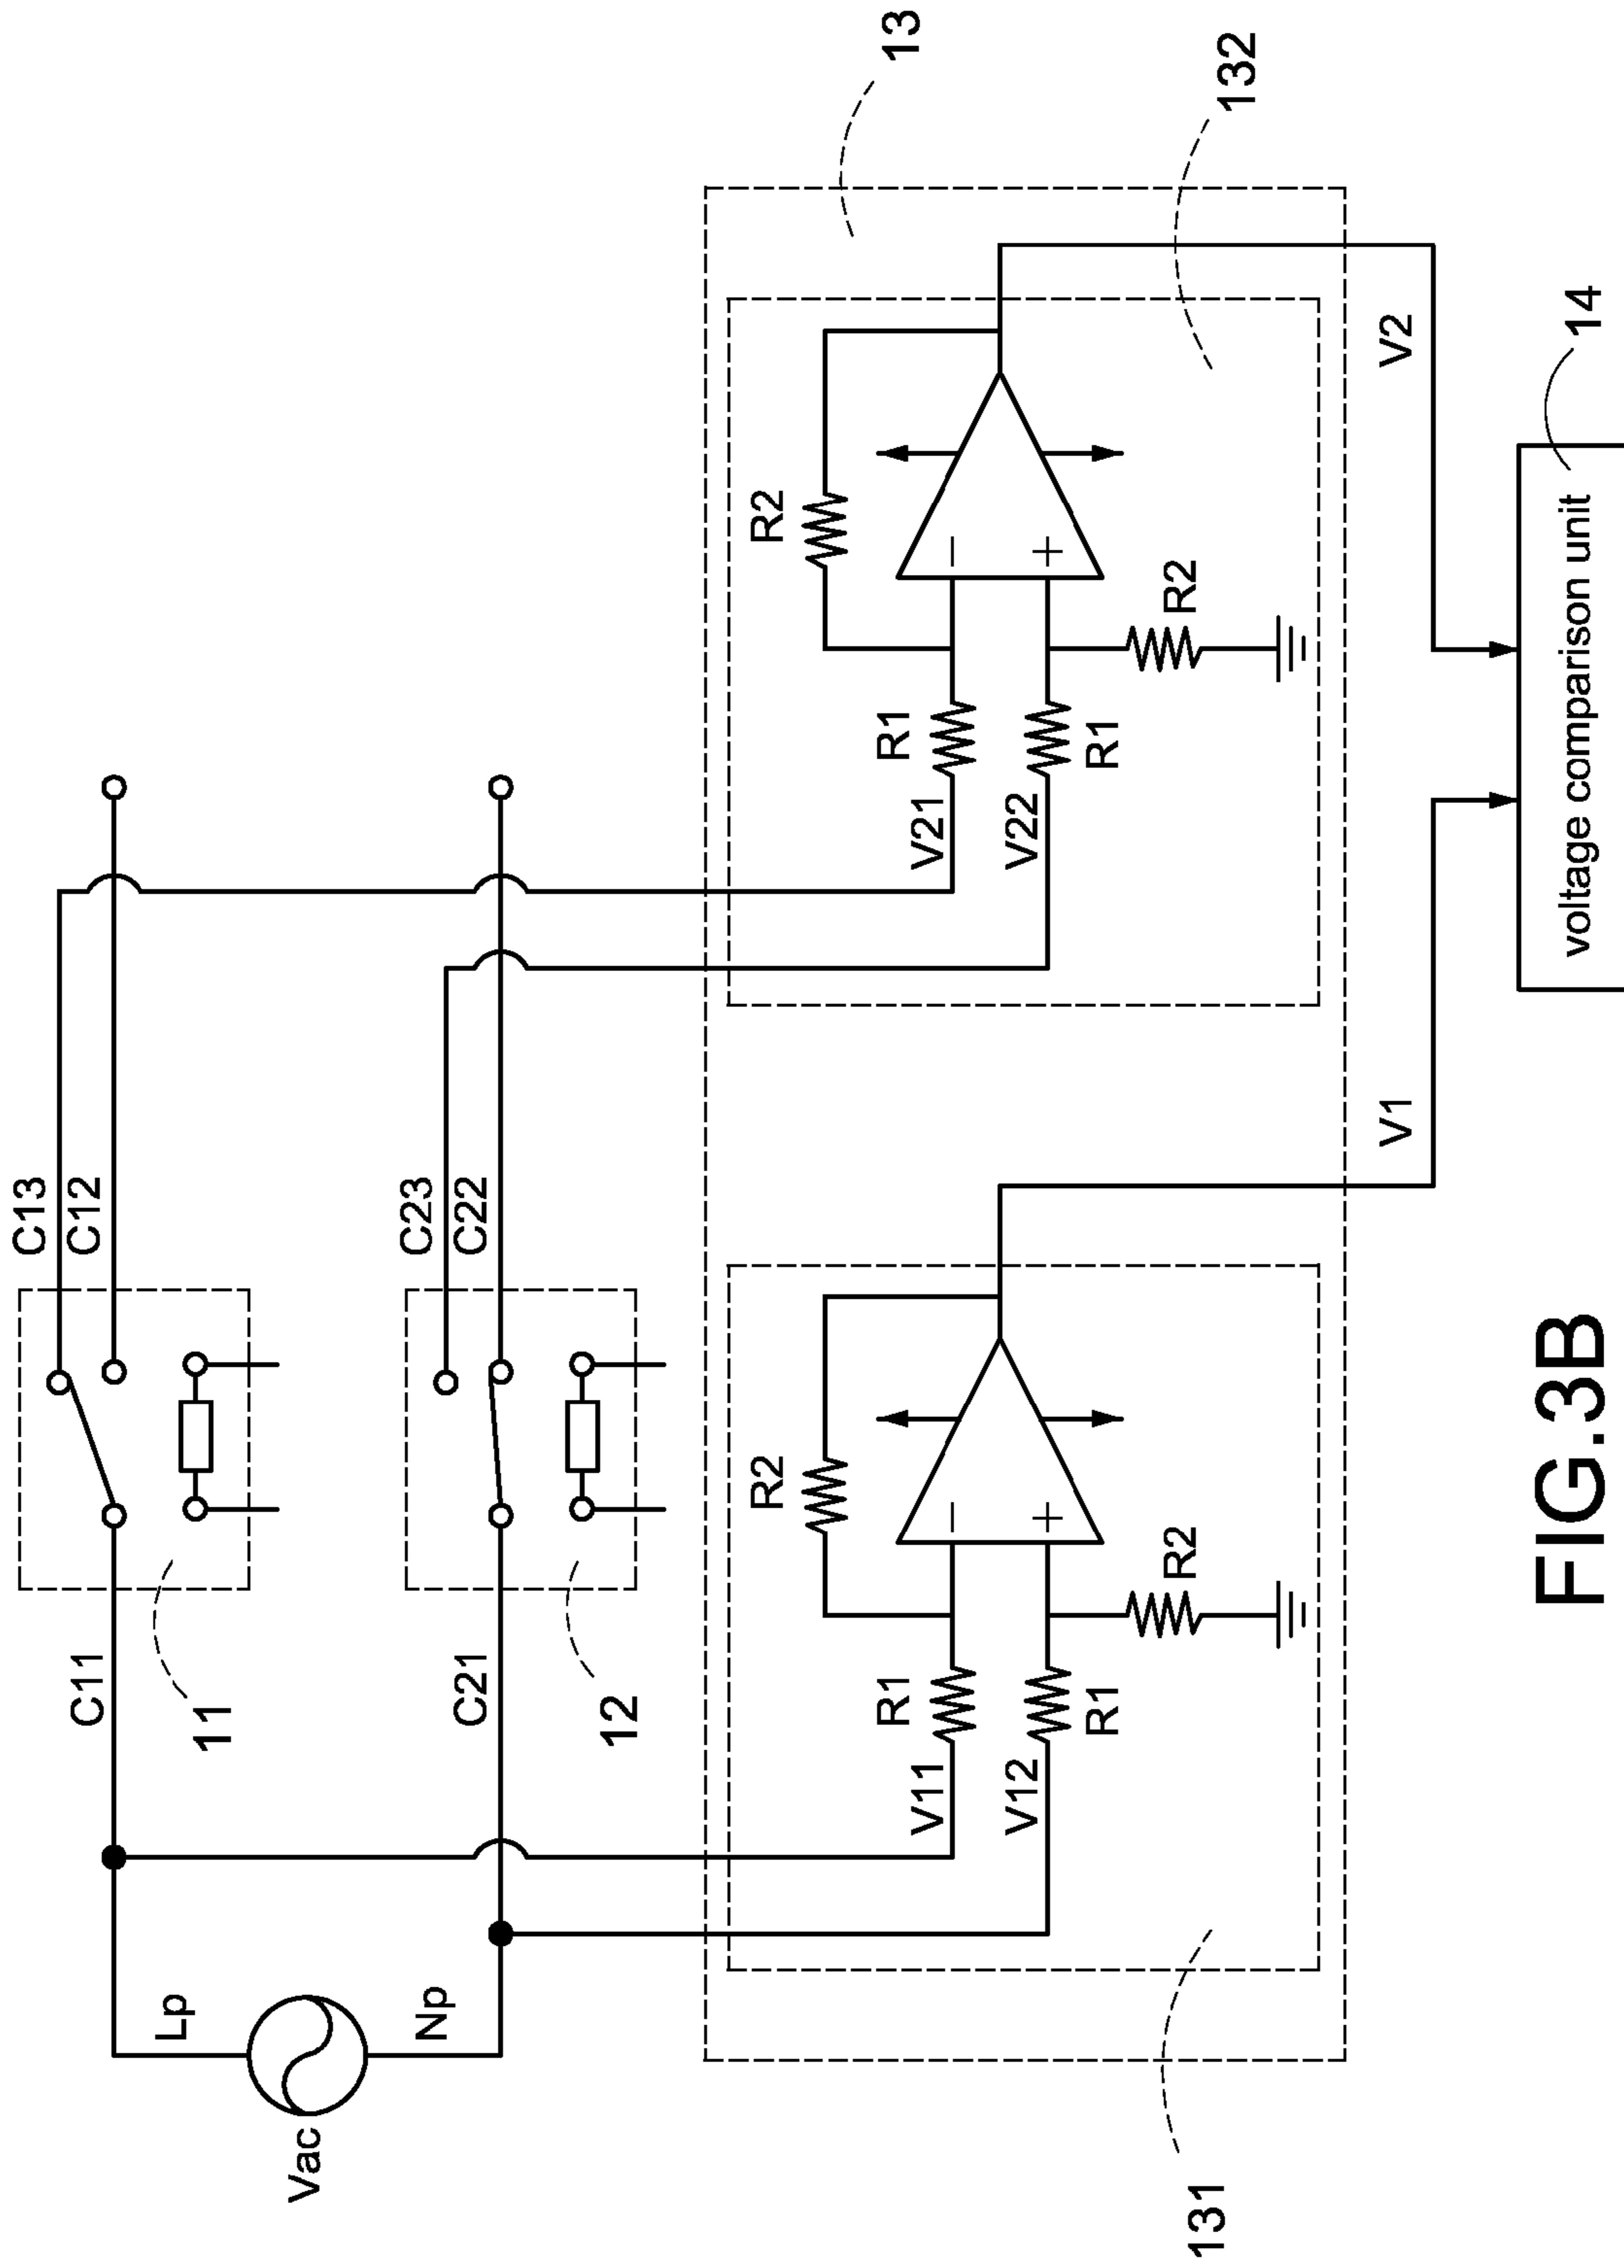 C13
C12
C11
11
Lp
Vac
Np
C23
C22
C21
12
13
R2
R1
V11
V12
R1
R2
131
R2
R1
V21
V22
R1
R2
132
V1
V2
14
voltage comparison unit
FIG.3B